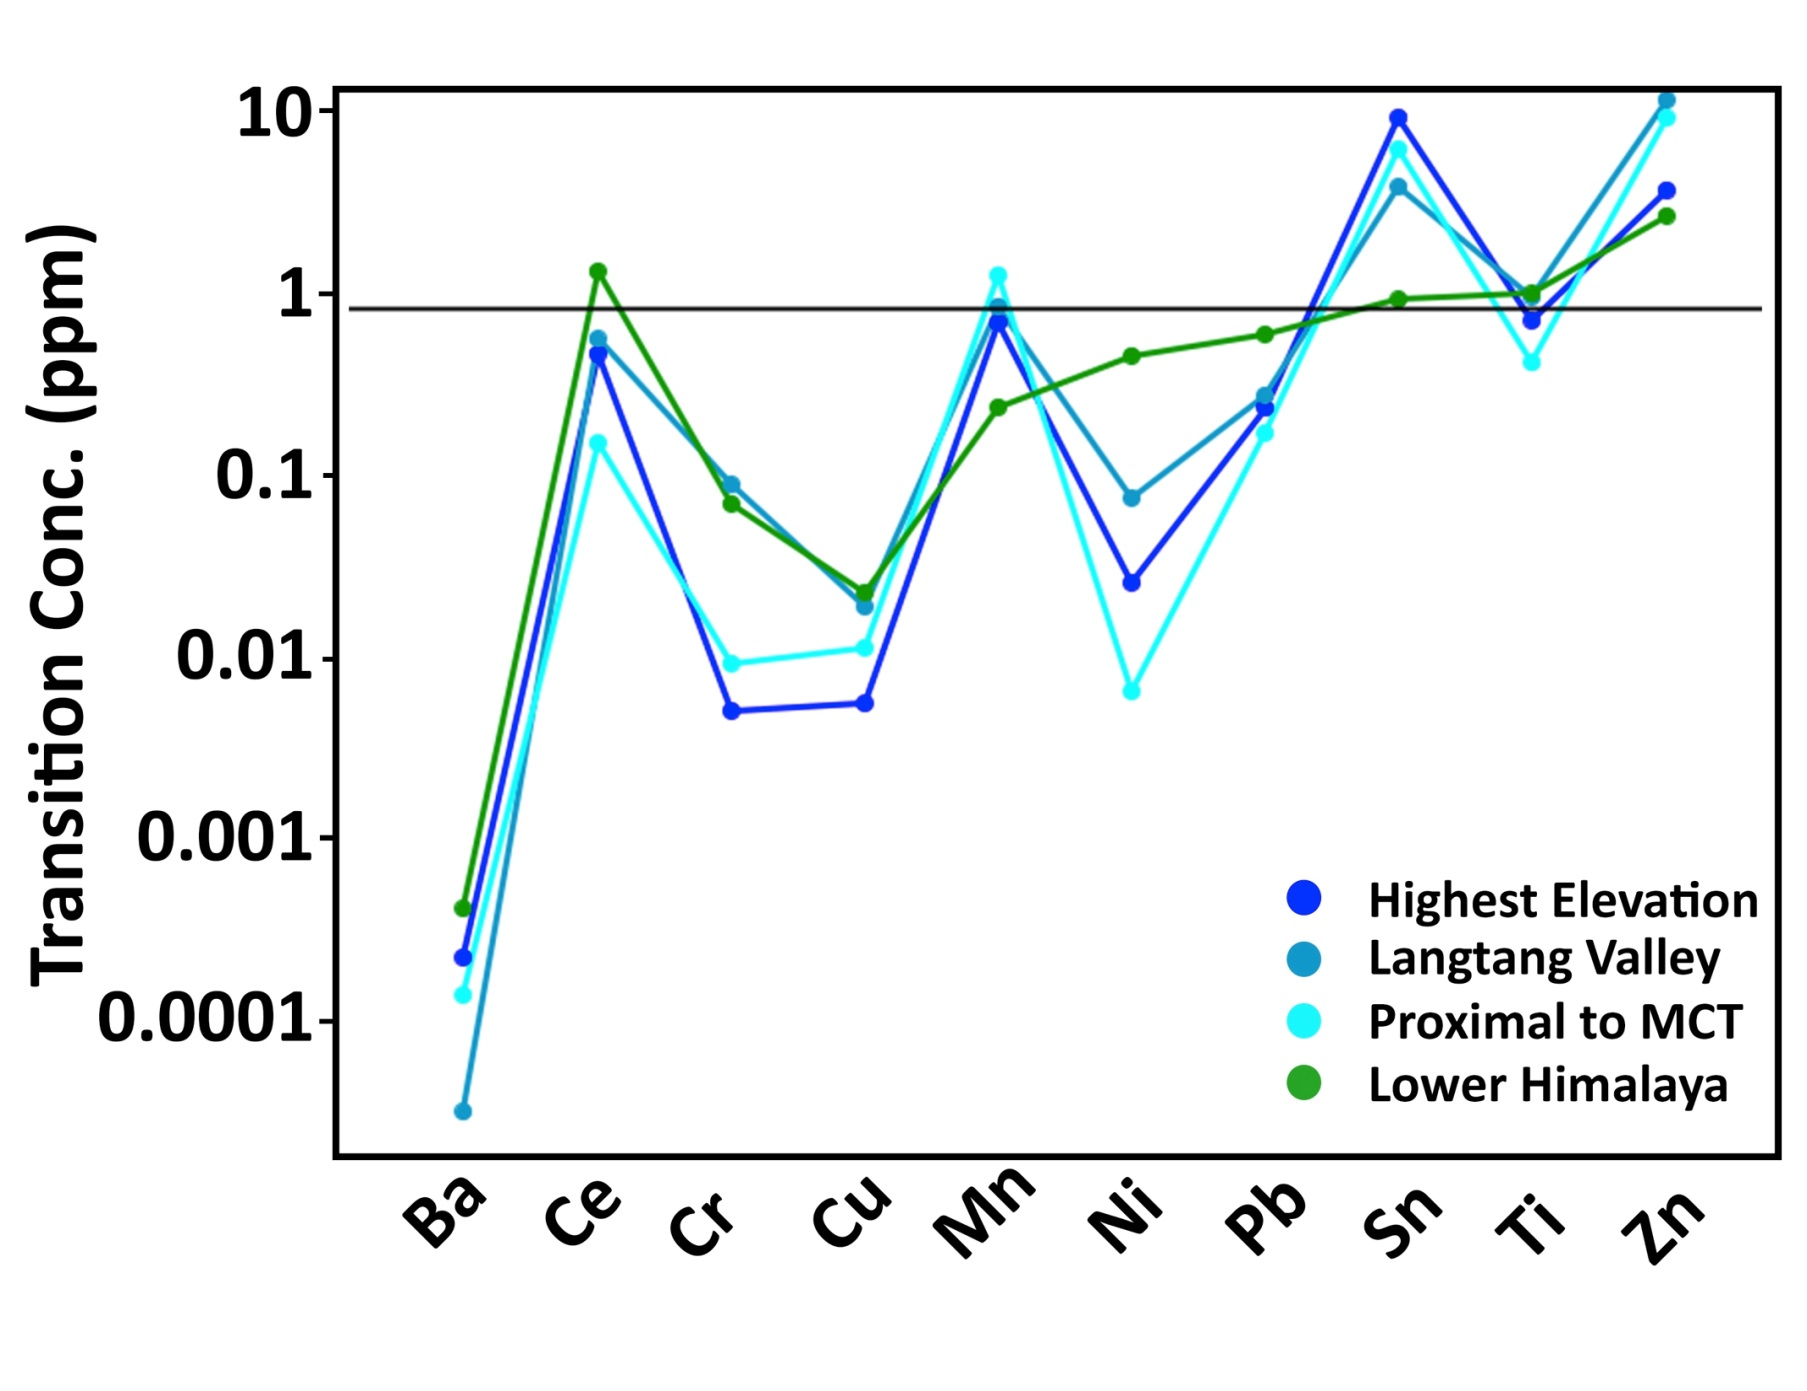 Transition Conc. (ppm)
10
1
0.1
0.01
0.001
0.0001
Highest Elevation
Langtang Valley
Proximal to MCT
Lower Himalaya
Ba Ce Cr Cu Mn Ni Pb Sn Ti Zn